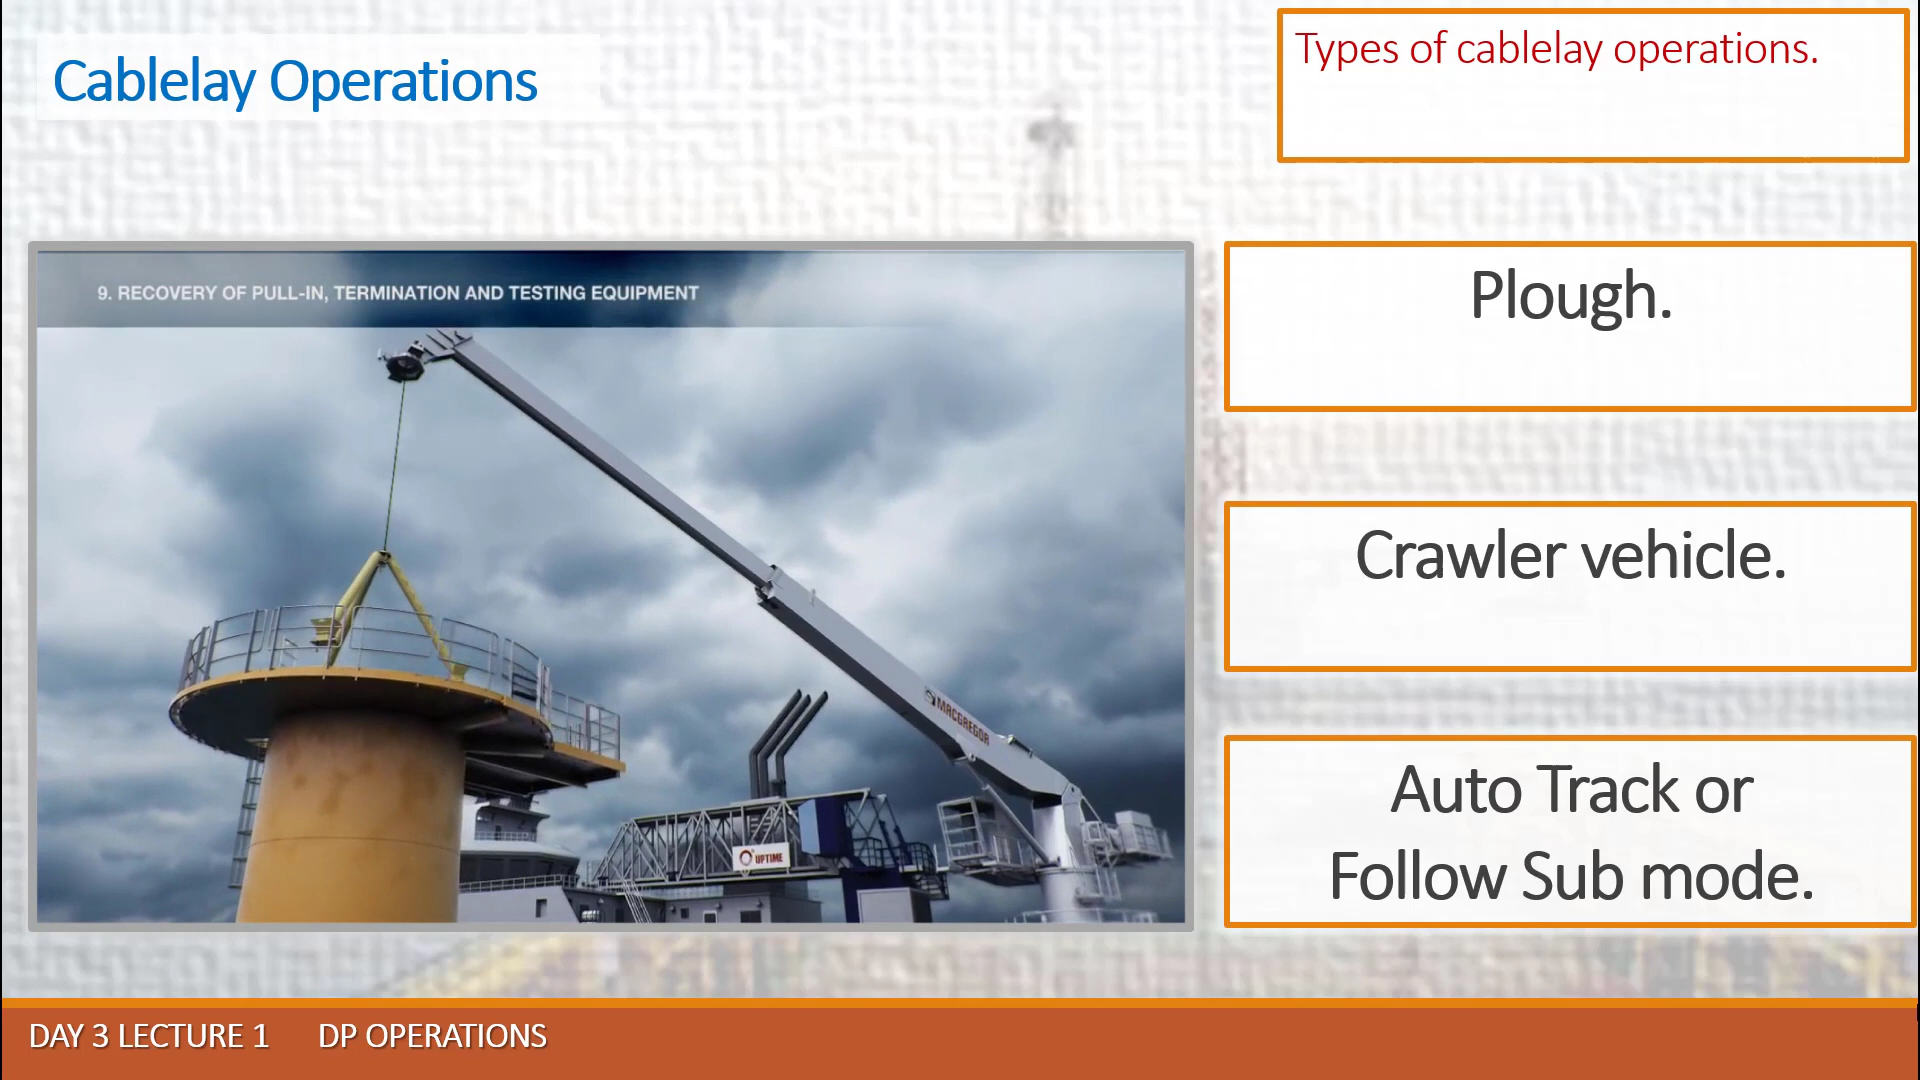 Cablelay Operations
Types of cablelay operations.
9. RECOVERY OF PULL-IN, TERMINATION AND TESTING EQUIPMENT
MACGREGOR
UPTIME
Plough.
Crawler vehicle.
Auto Track or
Follow Sub mode.
DAY 3 LECTURE 1 DP OPERATIONS